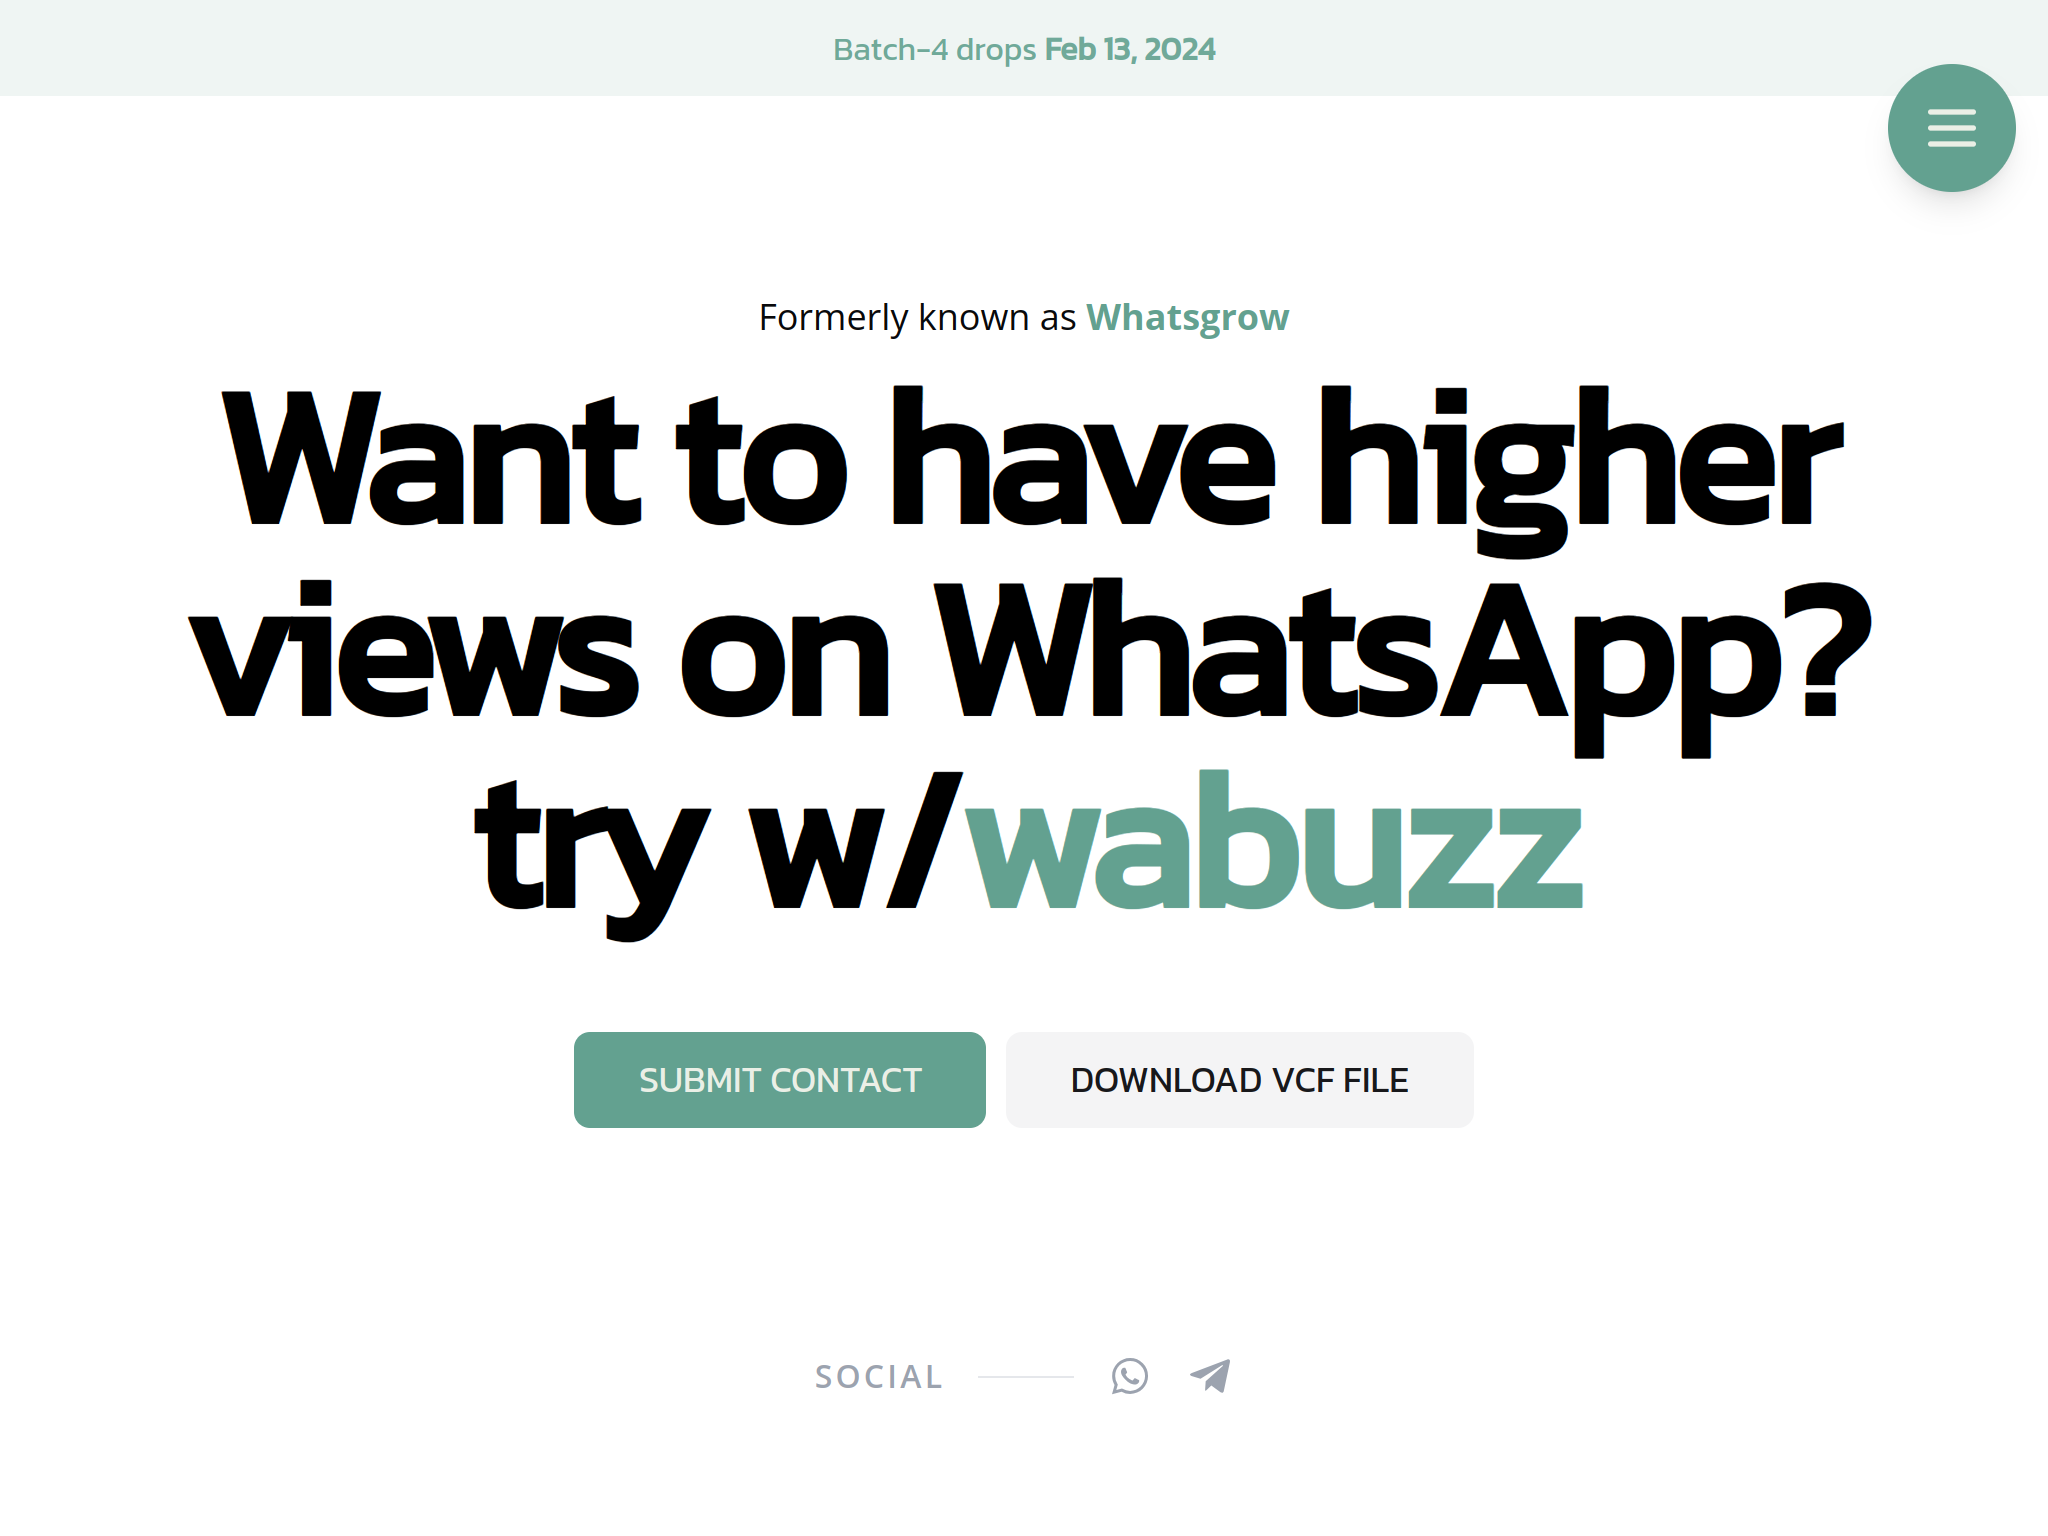 Batch-4 drops Feb 13, 2024
Formerly known as Whatsgrow
Want to have higher
views on WhatsApp?
try w/wabuzz
SUBMIT CONTACT
DOWNLOAD VCF FILE
SOCIAL